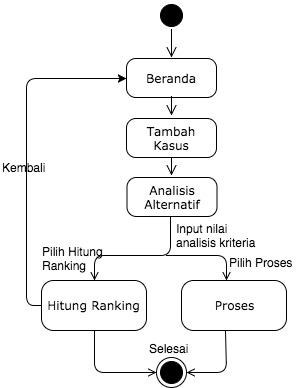 Beranda
Tambah
Kasus
Analisis
Alternatif
Kembali
Input nilai
analisis kriteria
Pilih Hitung
Ranking
Pilih Proses
Hitung Ranking
Proses
Selesai